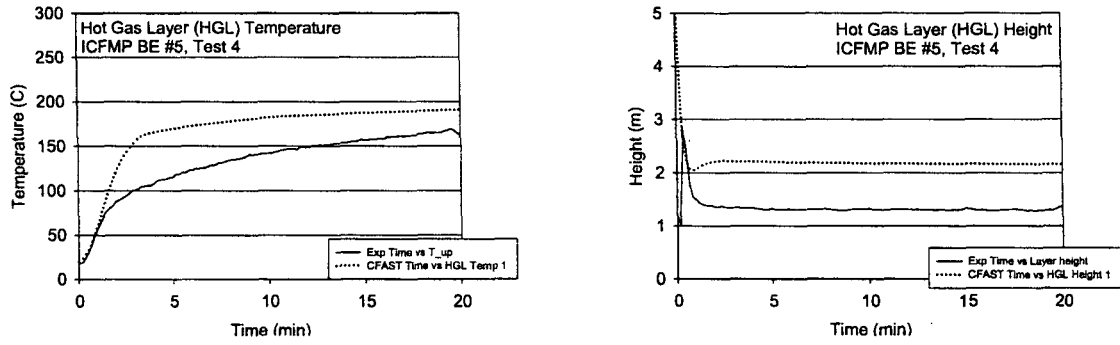 Hot Gas Layer (HGL) Temperature
ICFMP BE #5, Test 4
300
250
200
150
100
50
0
Temperature (C)
Exp Time vs T_up
CFAST Time vs HGL Temp 1
0
5
10
15
20
Time (min)
Hot Gas Layer (HGL) Height
ICFMP BE #5, Test 4
5
4
3
2
1
0
Height (m)
Exp Time vs Layer height
CFAST Time vs HGL Height 1
0
5
10
15
20
Time (min)